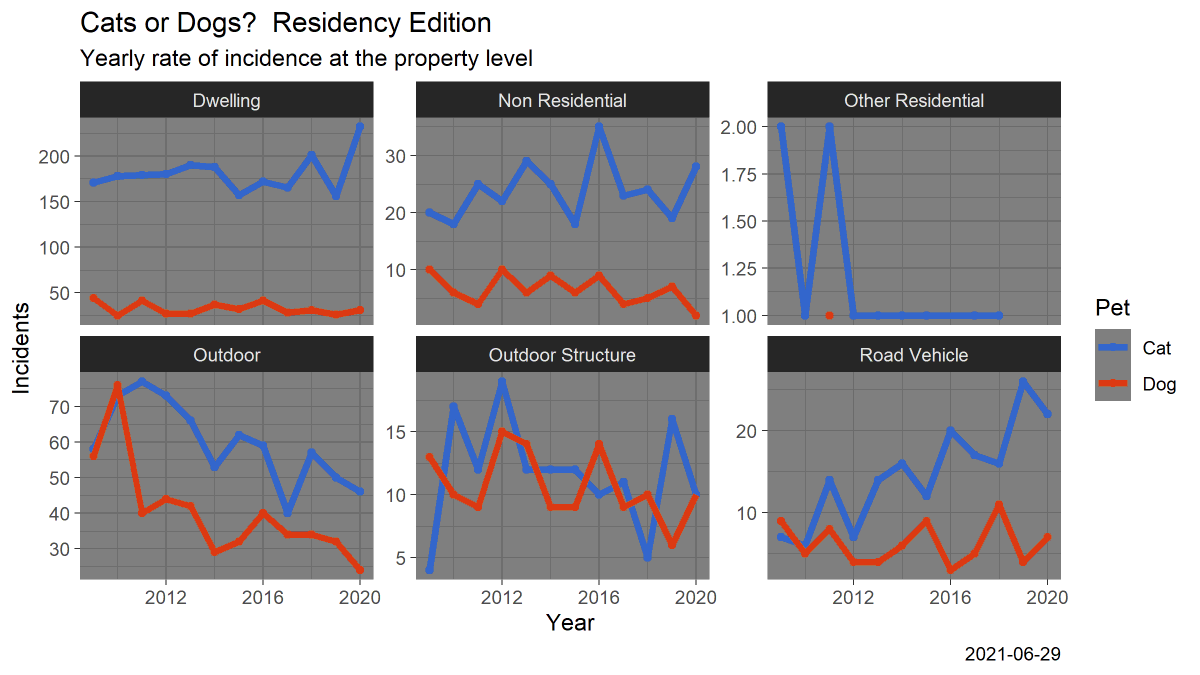 Cats or Dogs?  Residency Edition
Yearly rate of incidence at the property level
Dwelling
Non Residential
Other Residential
200
150
100
50
30
20
10
2.00
1.75
1.50
1.25
1.00
Outdoor
Outdoor Structure
Road Vehicle
70
60
50
40
30
15
10
5
20
10
2012 2016 2020
2012 2016 2020
2012 2016 2020
Incidents
Year
Pet
Cat
Dog
2021-06-29